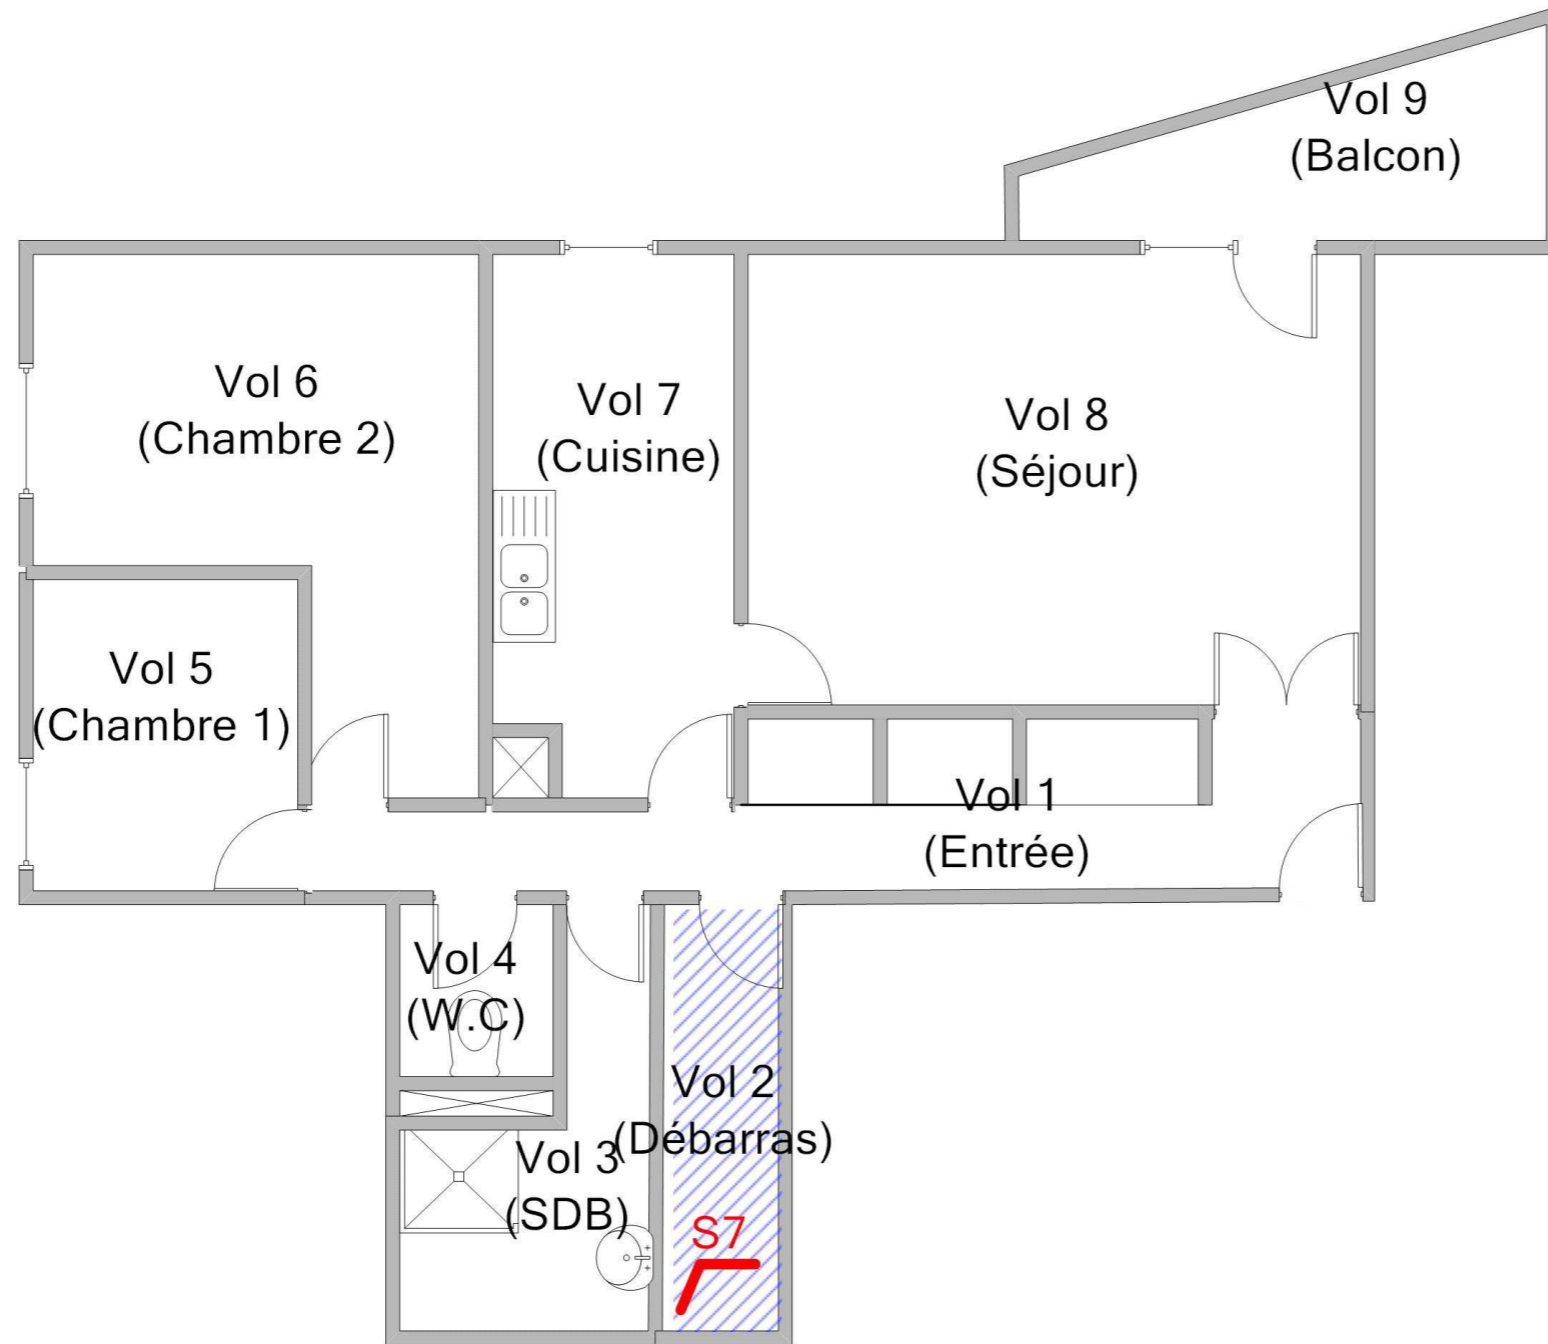 Vol 9
(Balcon)
Vol 6
(Chambre 2)
Vol 7
(Cuisine)
Vol 8
(Séjour)
Vol 5
(Chambre 1)
Vol 1
(Entrée)
Vol 4
(W.C)
Vol 2
(Débarras)
Vol 3
(SDB)
S7